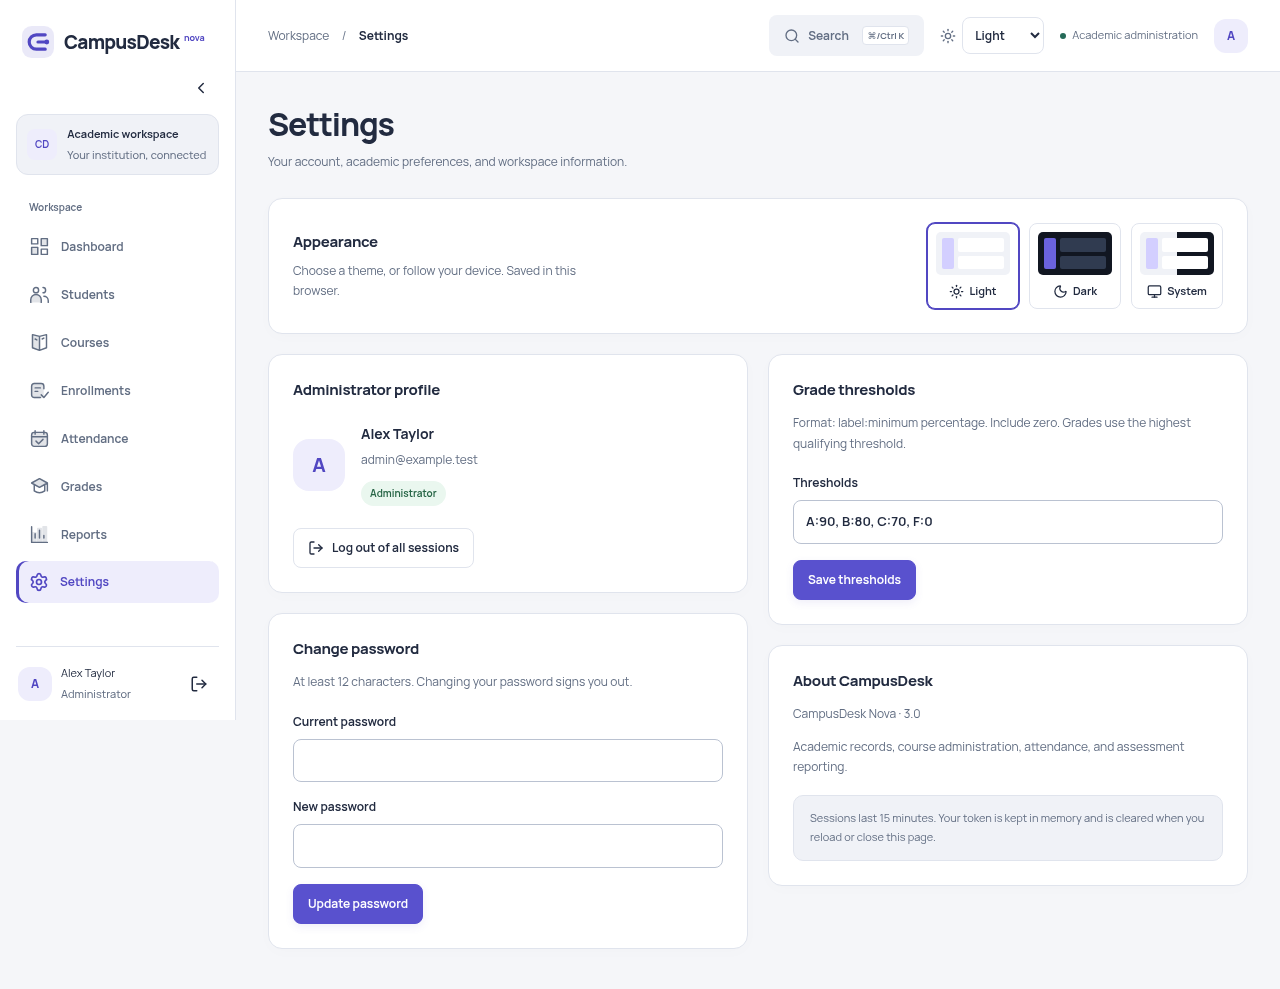 CampusDesk nova
CD
Academic workspace
Your institution, connected
Workspace
Dashboard
Students
Courses
Enrollments
Attendance
Grades
Reports
Settings
A
Alex Taylor
Administrator
Workspace / Settings
Search ⌘/Ctrl K
Light
Academic administration
A
Settings
Your account, academic preferences, and workspace information.
Appearance
Choose a theme, or follow your device. Saved in this
browser.
Light
Dark
System
Administrator profile
A
Alex Taylor
admin@example.test
Administrator
Log out of all sessions
Change password
At least 12 characters. Changing your password signs you out.
Current password
New password
Update password
Grade thresholds
Format: label:minimum percentage. Include zero. Grades use the highest
qualifying threshold.
Thresholds
A:90, B:80, C:70, F:0
Save thresholds
About CampusDesk
CampusDesk Nova · 3.0
Academic records, course administration, attendance, and assessment
reporting.
Sessions last 15 minutes. Your token is kept in memory and is cleared when you
reload or close this page.